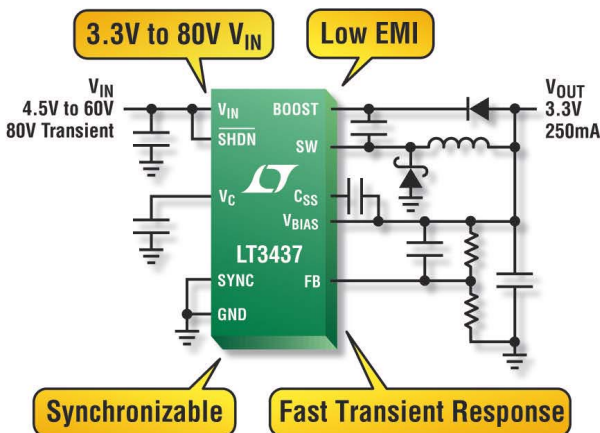 3.3V to 80V VIN
Low EMI
VIN
4.5V to 60V
80V Transient
VOUT
3.3V
250mA
VIN
BOOST
SHDN
SW
VC
CSS
VBIAS
LT3437
SYNC
FB
GND
Synchronizable
Fast Transient Response